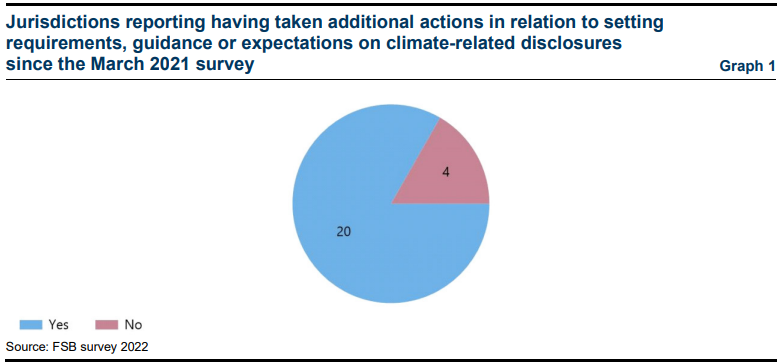 Jurisdictions reporting having taken additional actions in relation to setting
requirements, guidance or expectations on climate-related disclosures
since the March 2021 survey
Graph 1
4
20
Yes
No
Source: FSB survey 2022